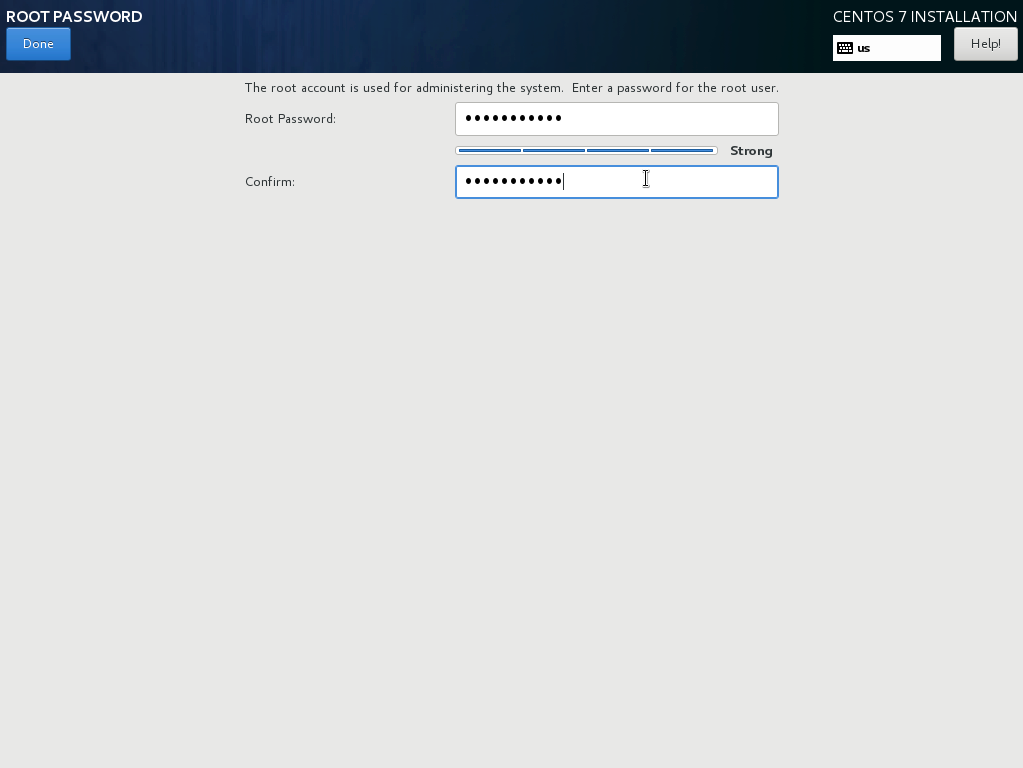 ROOT PASSWORD
CENTOS 7 INSTALLATION
Done
us
Help!
The root account is used for administering the system.  Enter a password for the root user.
Root Password:
•••••••••••
Strong
Confirm:
•••••••••••